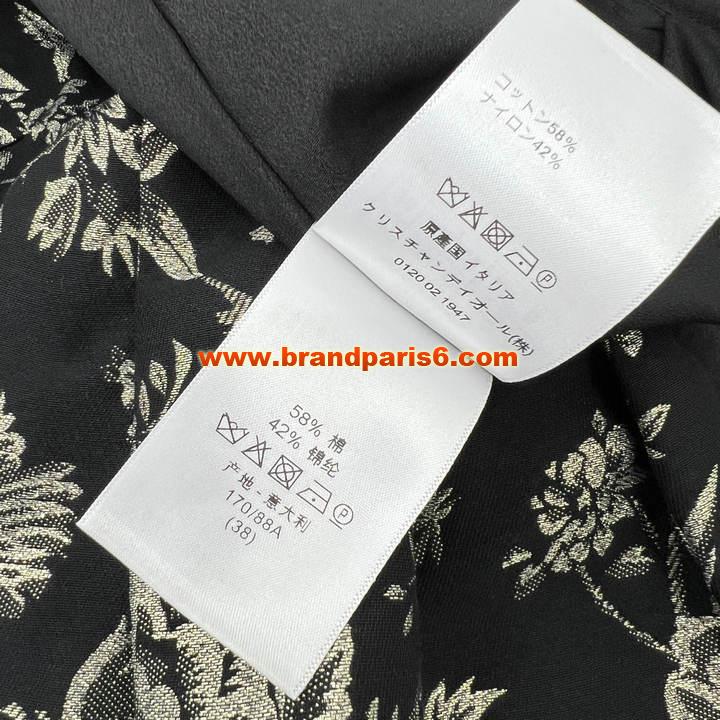 コットン58%
ナイロン42%
P
原産国イタリア
クリスチャンデイオール(株)
0120 02 1947
www.brandparis6.com
58% 棉
42% 锦纶
P
产地 - 意大利
170/88A
(38)